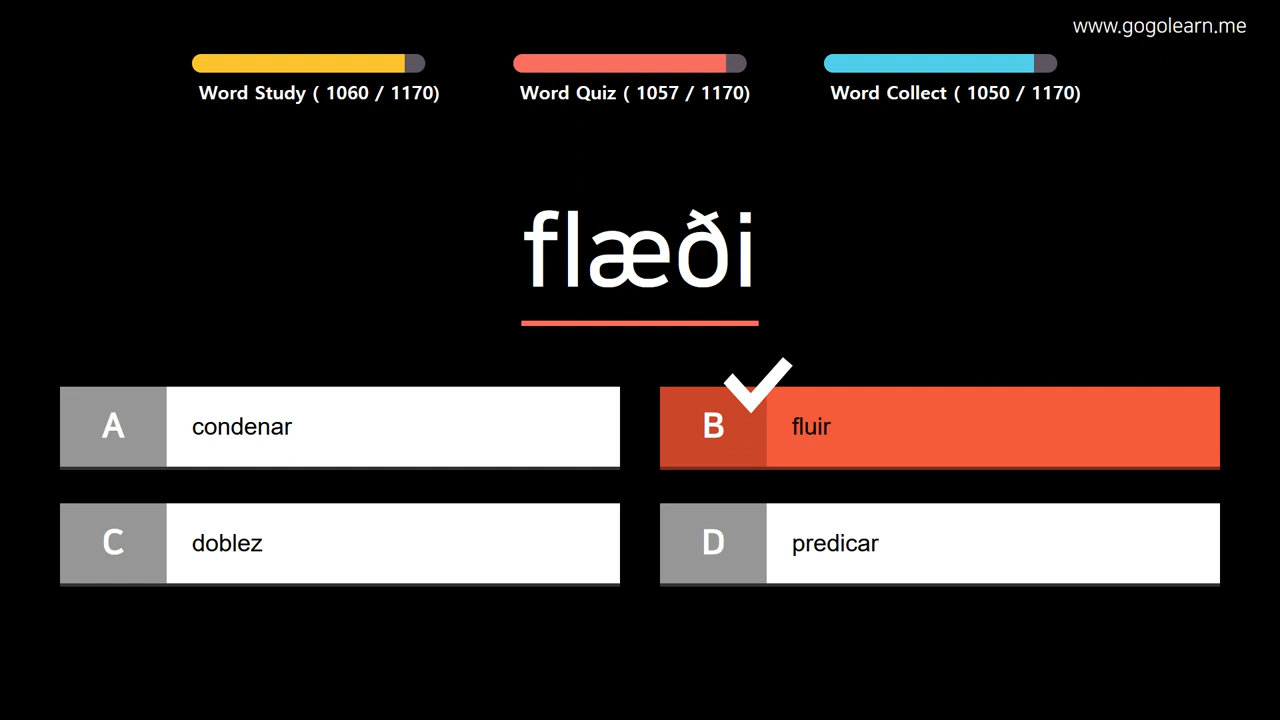 www.gogolearn.me
Word Study ( 1060 / 1170)
Word Quiz ( 1057 / 1170)
Word Collect ( 1050 / 1170)
flæði
A condenar
B fluir
C doblez
D predicar